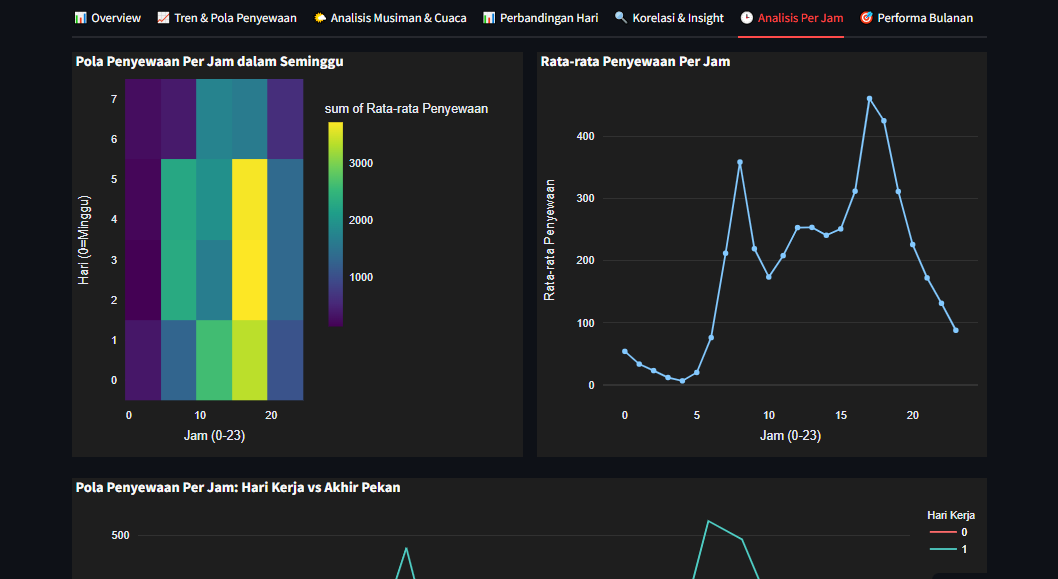 📊 Overview 📈 Tren & Pola Penyewaan 🌤️ Analisis Musiman & Cuaca 📊 Perbandingan Hari 🔍 Korelasi & Insight 🕒 Analisis Per Jam 🎯 Performa Bulanan
Pola Penyewaan Per Jam dalam Seminggu
sum of Rata-rata Penyewaan
3000
2000
1000
Hari (0=Minggu)
7
6
5
4
3
2
1
0
0 10 20
Jam (0-23)
Rata-rata Penyewaan Per Jam
Rata-rata Penyewaan
400
300
200
100
0
0 5 10 15 20
Jam (0-23)
Pola Penyewaan Per Jam: Hari Kerja vs Akhir Pekan
500
Hari Kerja
0
1